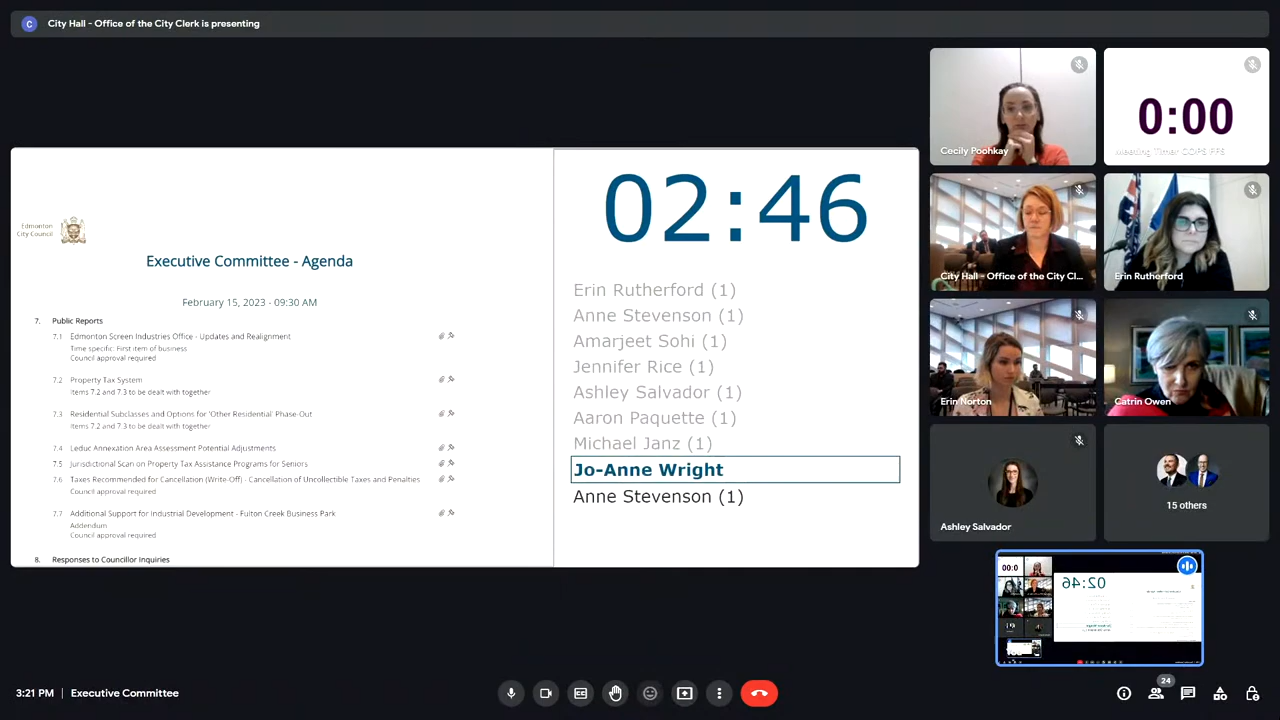 C City Hall - Office of the City Clerk is presenting
Edmonton
City Council
Executive Committee - Agenda
February 15, 2023 - 09:30 AM
7. Public Reports
7.1 Edmonton Screen Industries Office - Updates and Realignment
Time specific: First item of business
Council approval required
7.2 Property Tax System
Items 7.2 and 7.3 to be dealt with together
7.3 Residential Subclasses and Options for 'Other Residential' Phase-Out
Items 7.2 and 7.3 to be dealt with together
7.4 Leduc Annexation Area Assessment Potential Adjustments
7.5 Jurisdictional Scan on Property Tax Assistance Programs for Seniors
7.6 Taxes Recommended for Cancellation (Write-Off) - Cancellation of Uncollectible Taxes and Penalties
Council approval required
7.7 Additional Support for Industrial Development - Fulton Creek Business Park
Addendum
Council approval required
8. Responses to Councillor Inquiries
02:46
Erin Rutherford (1)
Anne Stevenson (1)
Amarjeet Sohi (1)
Jennifer Rice (1)
Ashley Salvador (1)
Aaron Paquette (1)
Michael Janz (1)
Jo-Anne Wright
Anne Stevenson (1)
Cecily Poohkay
0:00
Meeting Timer COPS FPS
City Hall - Office of the City Cl...
Erin Rutherford
Erin Norton
Catrin Owen
Ashley Salvador
15 others
00:0
02:46
3:21 PM | Executive Committee
24